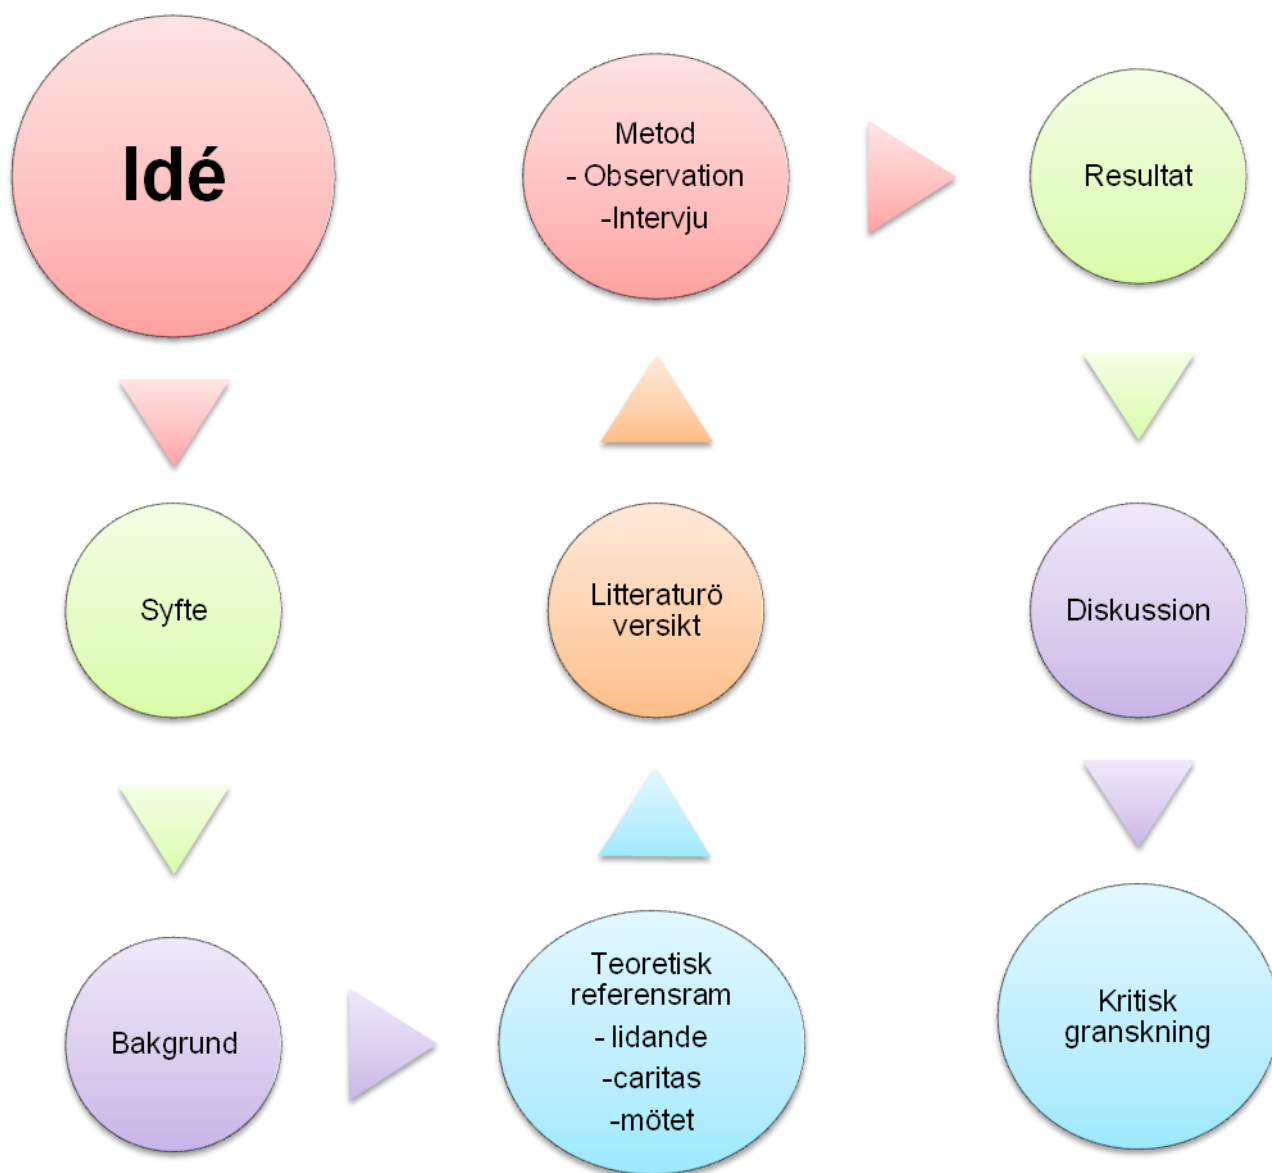 Idé
Syfte
Bakgrund
Teoretisk
referensram
- lidande
-caritas
-mötet
Litteraturö
versikt
Metod
- Observation
-Intervju
Resultat
Diskussion
Kritisk
granskning